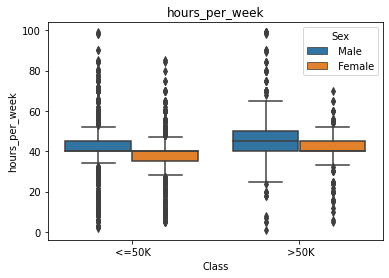 hours_per_week
Sex
Male
Female
100
80
60
40
20
0
hours_per_week
<=50K
>50K
Class